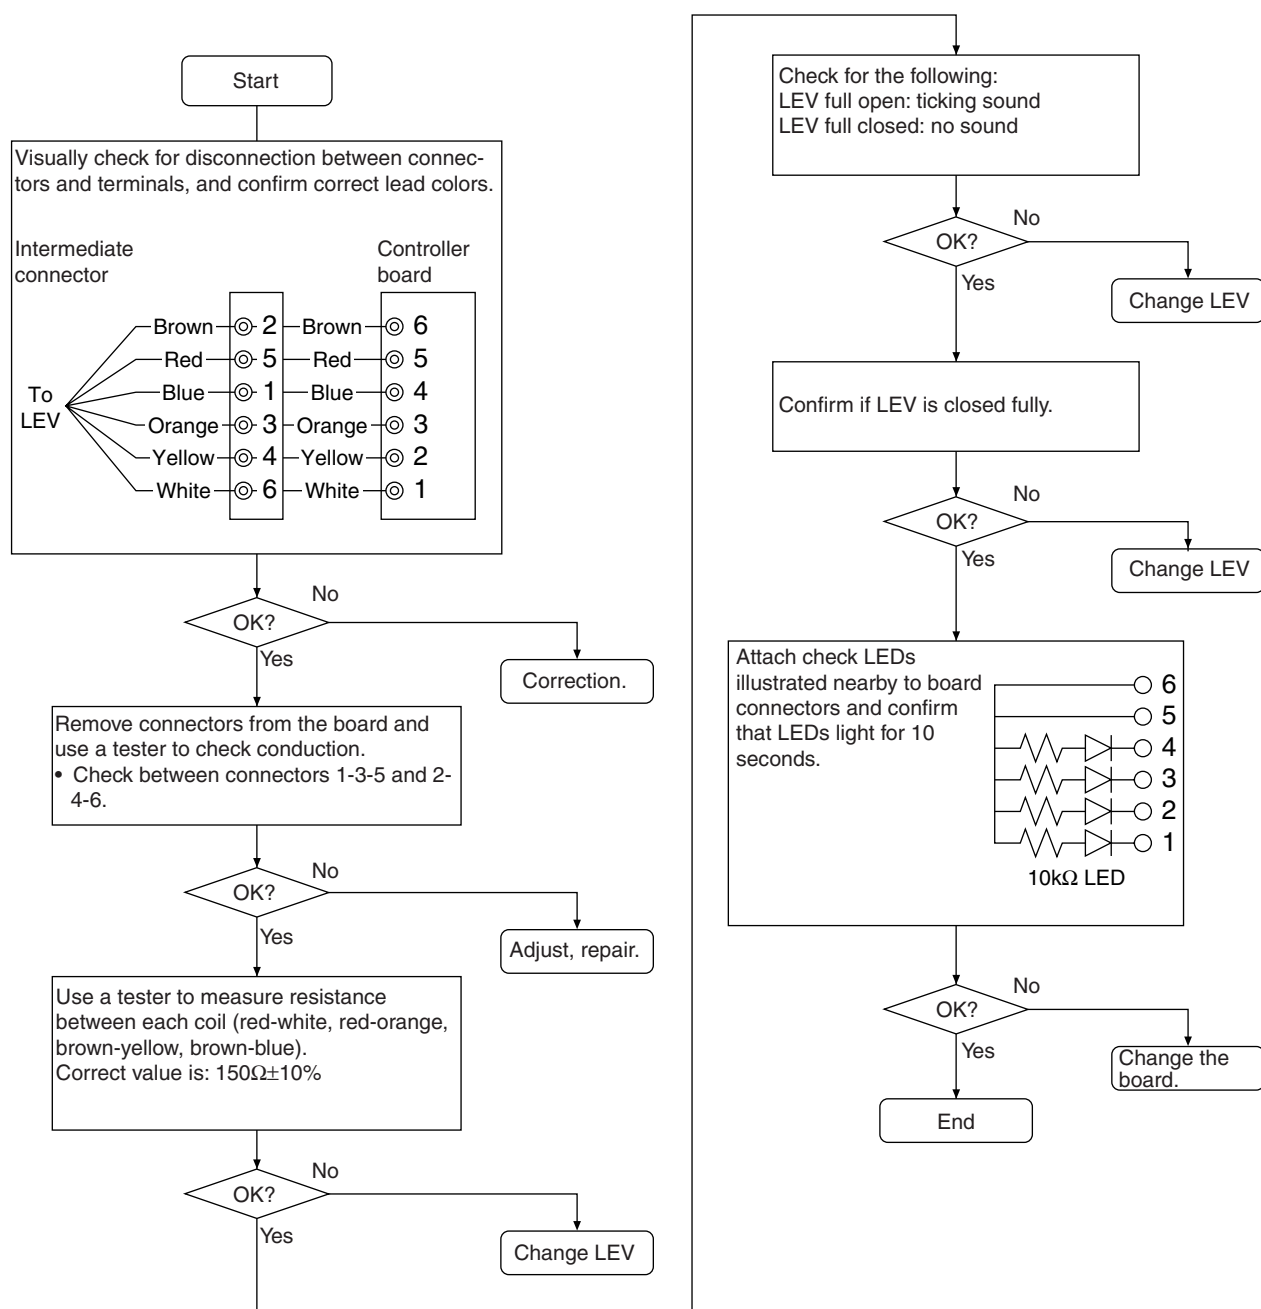 Start
Visually check for disconnection between connec-
tors and terminals, and confirm correct lead colors.
Intermediate
connector
Controller
board
To
LEV
Brown 2 Brown 6
Red 5 Red 5
Blue 1 Blue 4
Orange 3 Orange 3
Yellow 4 Yellow 2
White 6 White 1
No
OK?
Yes
Correction.
Remove connectors from the board and
use a tester to check conduction.
• Check between connectors 1-3-5 and 2-
4-6.
No
OK?
Yes
Adjust, repair.
Use a tester to measure resistance
between each coil (red-white, red-orange,
brown-yellow, brown-blue).
Correct value is: 150Ω±10%
No
OK?
Yes
Change LEV
Check for the following:
LEV full open: ticking sound
LEV full closed: no sound
No
OK?
Yes
Change LEV
Confirm if LEV is closed fully.
No
OK?
Yes
Change LEV
Attach check LEDs
illustrated nearby to board
connectors and confirm
that LEDs light for 10
seconds.
6
5
4
3
2
1
10kΩ LED
No
OK?
Yes
Change the
board.
End